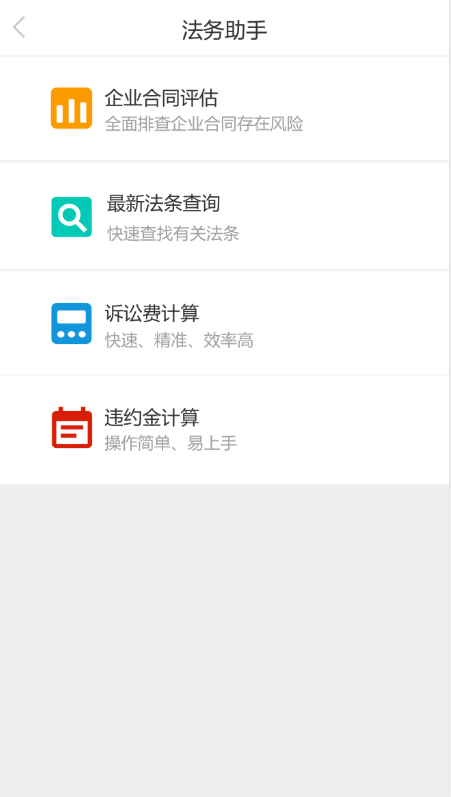 法务助手
企业合同评估
全面排查企业合同存在风险
最新法条查询
快速查找有关法条
诉讼费计算
快速、精准、效率高
违约金计算
操作简单、易上手